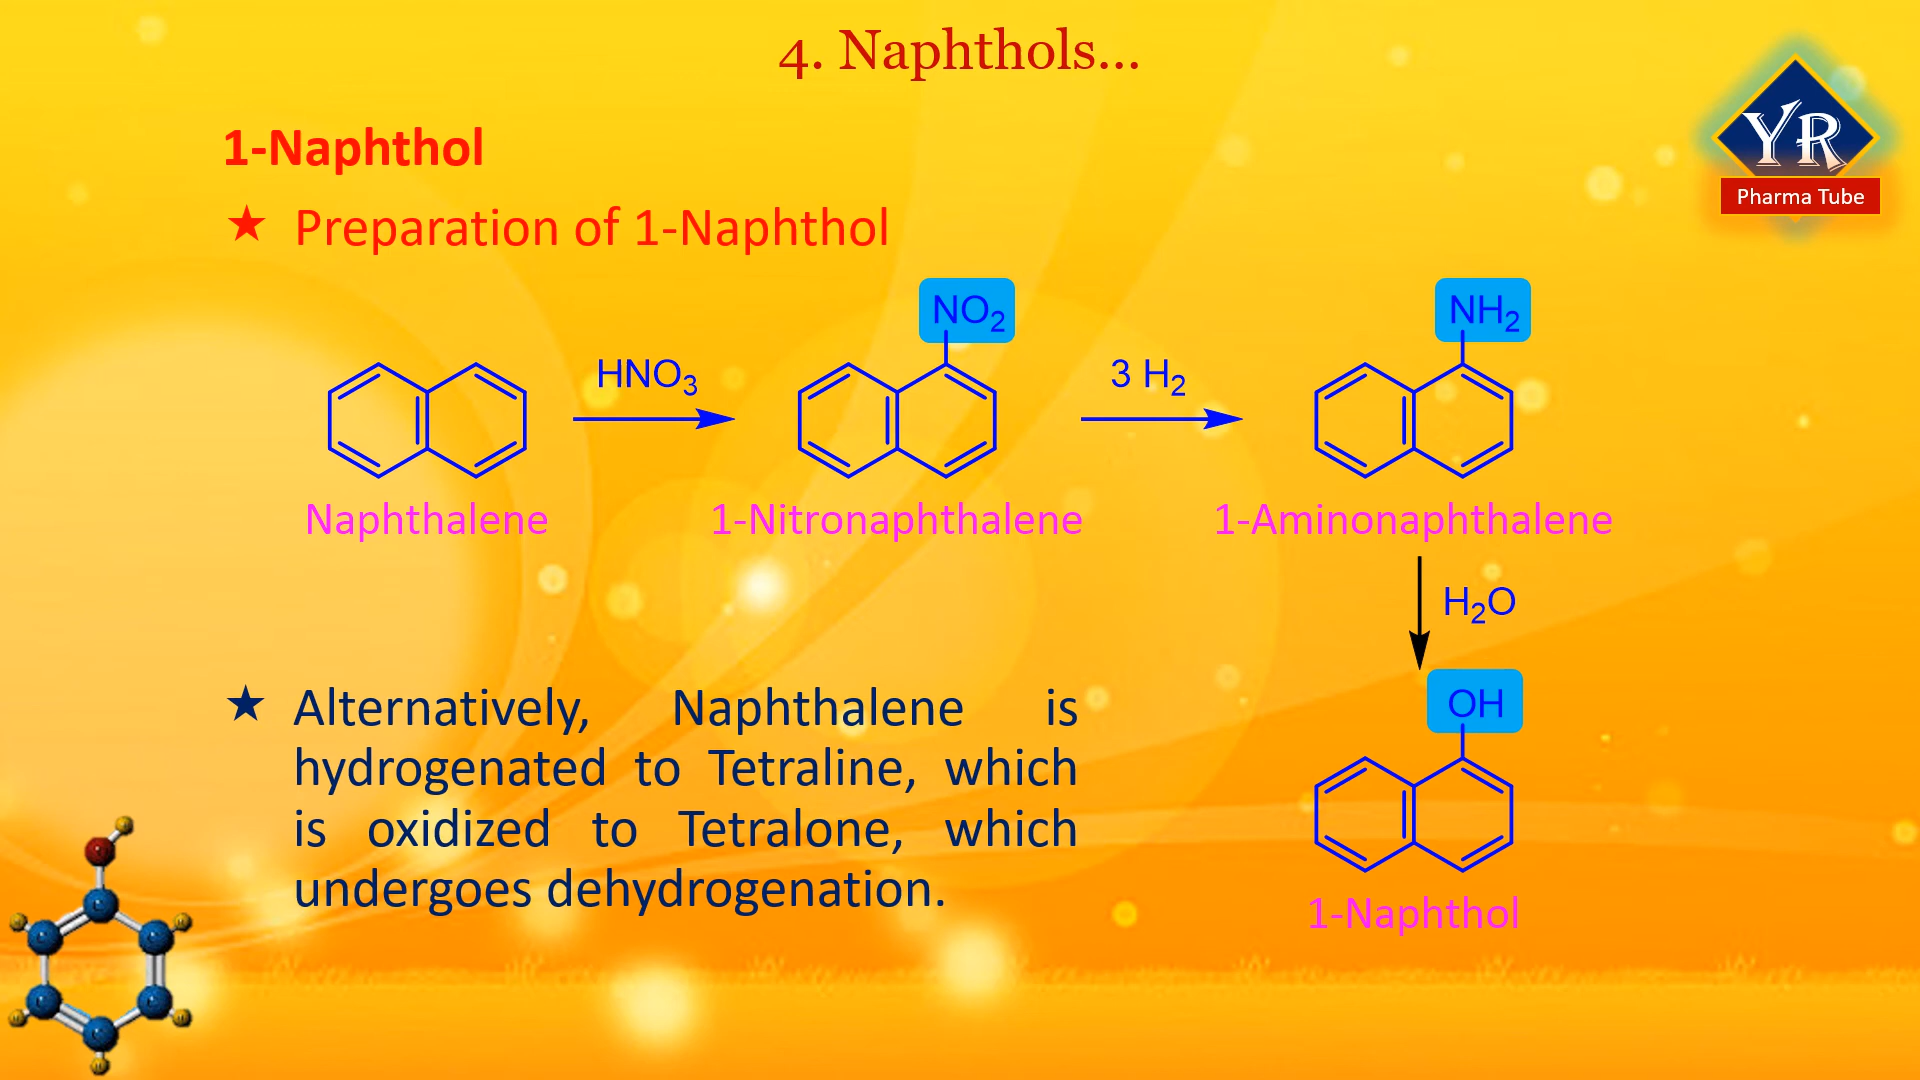 4. Naphthols...
YR
Pharma Tube
1-Naphthol
★ Preparation of 1-Naphthol
NO₂
NH₂
HNO₃
3 H₂
Naphthalene
1-Nitronaphthalene
1-Aminonaphthalene
H₂O
OH
★ Alternatively, Naphthalene is
hydrogenated to Tetraline, which
is oxidized to Tetralone, which
undergoes dehydrogenation.
1-Naphthol